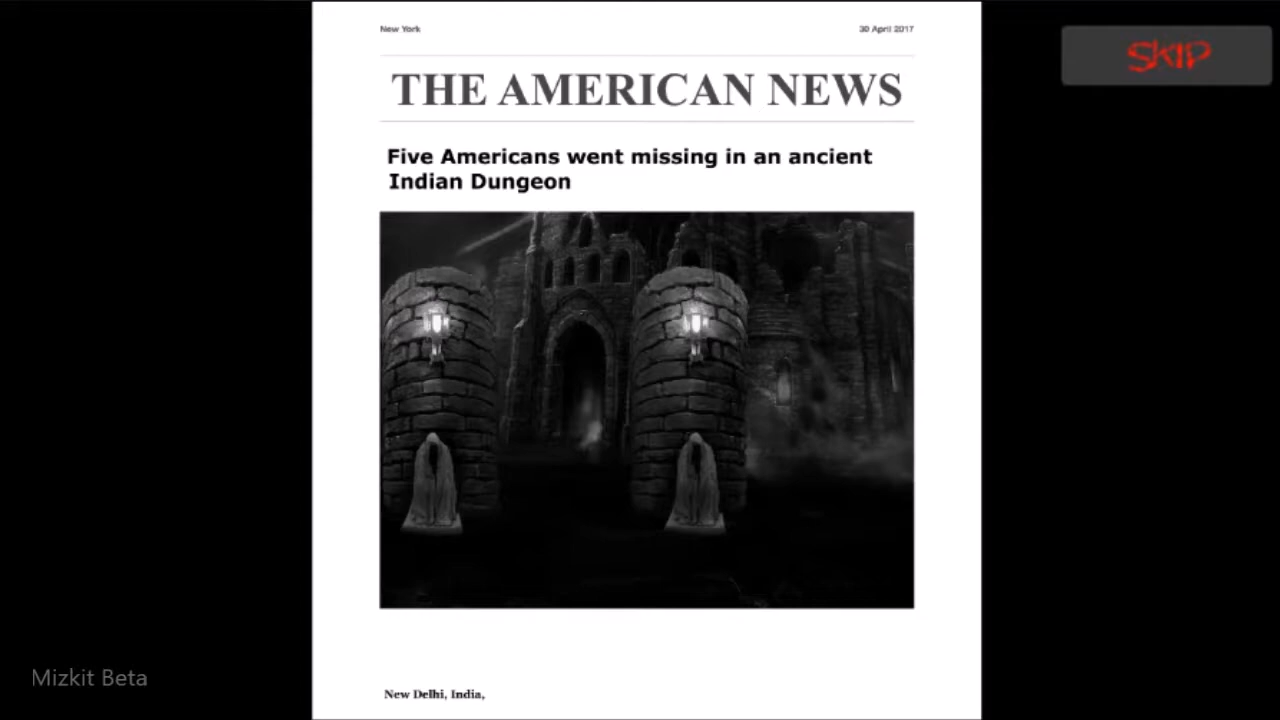 New York
30 April 2017
SKIP
THE AMERICAN NEWS
Five Americans went missing in an ancient
Indian Dungeon
Mizkit Beta
New Delhi, India,